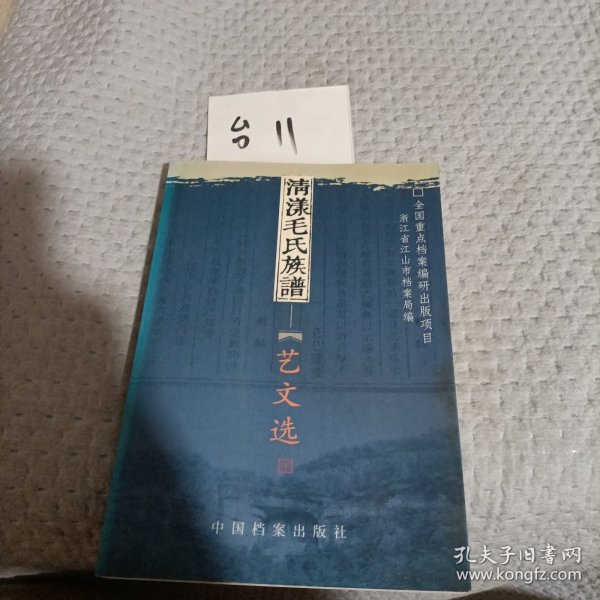 台 11
清漾毛氏族譜
——《艺文选
□全国重点档案编研出版项目
浙江省江山市档案局编
中国档案出版社
孔夫子旧书网
www.kongfz.com